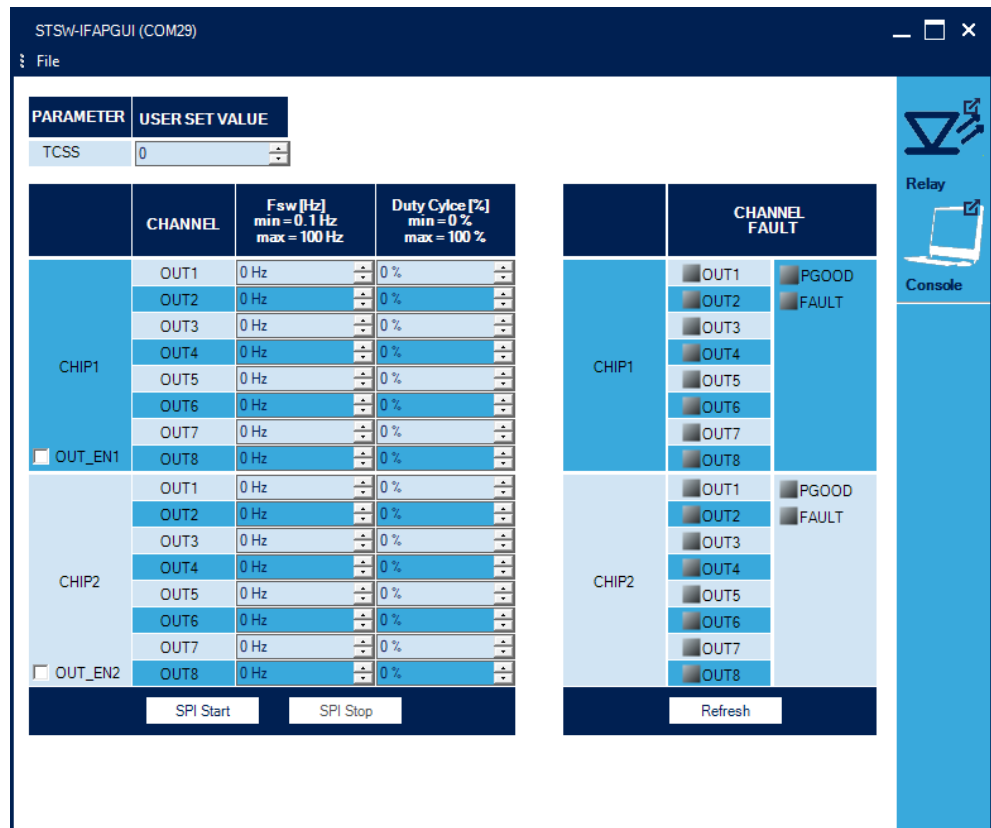 STSW-IFAPGUI (COM29)
File
PARAMETER USER SET VALUE
TCSS 0
CHANNEL
Fsw [Hz]
min = 0.1 Hz
max = 100 Hz
Duty Cylce [%]
min = 0 %
max = 100 %
CHIP1
OUT1 0 Hz 0 %
OUT2 0 Hz 0 %
OUT3 0 Hz 0 %
OUT4 0 Hz 0 %
OUT5 0 Hz 0 %
OUT6 0 Hz 0 %
OUT7 0 Hz 0 %
OUT_EN1 OUT8 0 Hz 0 %
CHIP2
OUT1 0 Hz 0 %
OUT2 0 Hz 0 %
OUT3 0 Hz 0 %
OUT4 0 Hz 0 %
OUT5 0 Hz 0 %
OUT6 0 Hz 0 %
OUT7 0 Hz 0 %
OUT_EN2 OUT8 0 Hz 0 %
SPI Start SPI Stop
CHANNEL
FAULT
CHIP1
OUT1 PGOOD
OUT2 FAULT
OUT3
OUT4
OUT5
OUT6
OUT7
OUT8
CHIP2
OUT1 PGOOD
OUT2 FAULT
OUT3
OUT4
OUT5
OUT6
OUT7
OUT8
Refresh
Relay
Console